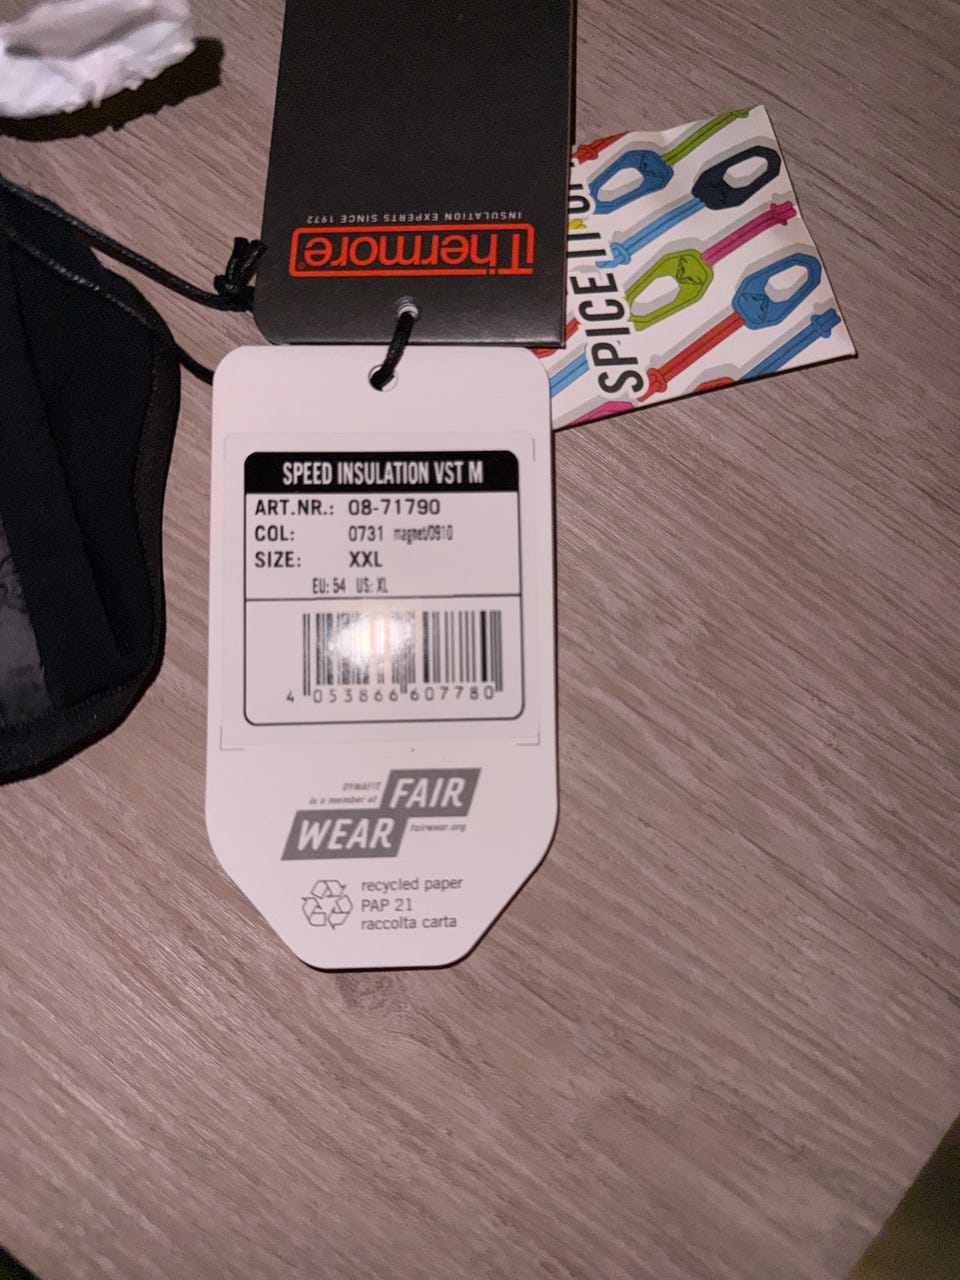 INSULATION EXPERTS SINCE 1972
Thermore®
SPICE IT UP
SPEED INSULATION VST M
ART.NR.: 08-71790
COL: 0731 magnet/0910
SIZE: XXL
EU: 54 US: XL
4 053866 607780
DYNAFIT
is a member of
FAIR
WEAR
fairwear.org
recycled paper
PAP 21
raccolta carta